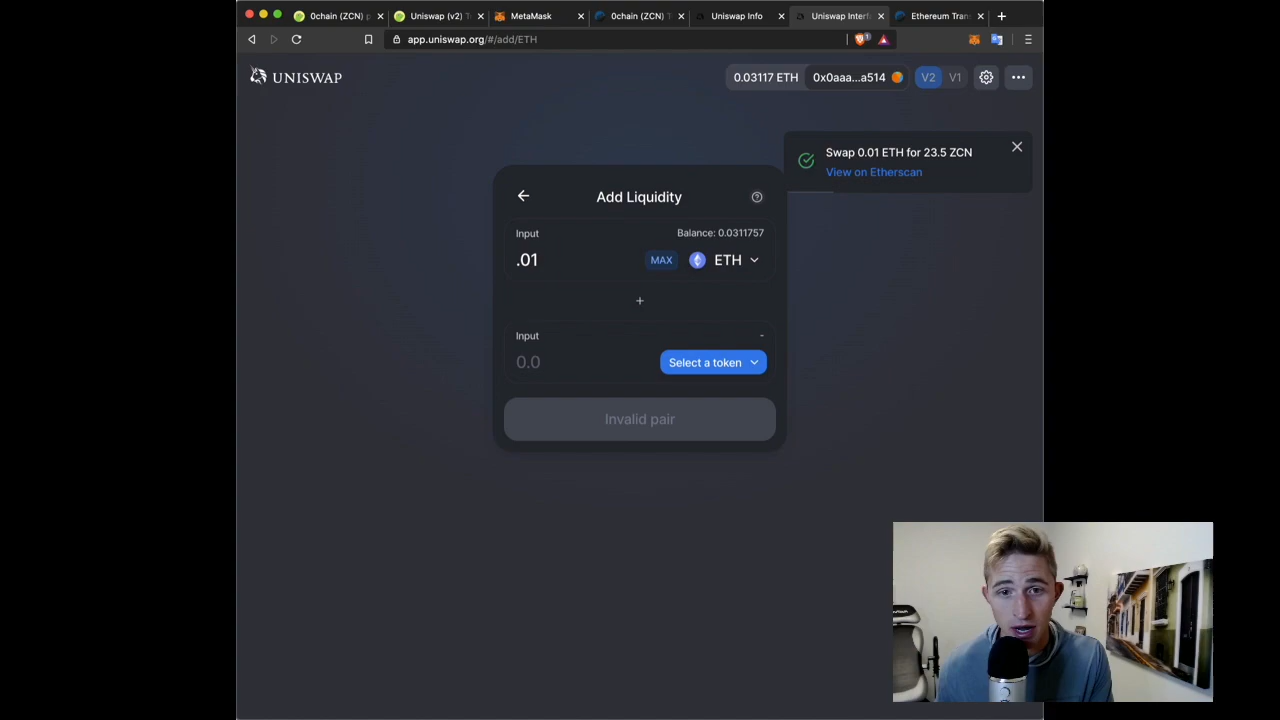 0chain (ZCN) p
Uniswap (v2) T
MetaMask
0chain (ZCN) T
Uniswap Info
Uniswap Interf
Ethereum Tran
app.uniswap.org/#/add/ETH
UNISWAP
0.03117 ETH
0x0aaa...a514
V2
V1
Swap 0.01 ETH for 23.5 ZCN
View on Etherscan
Add Liquidity
Input
Balance: 0.0311757
.01
MAX
ETH
+
Input
-
0.0
Select a token
Invalid pair